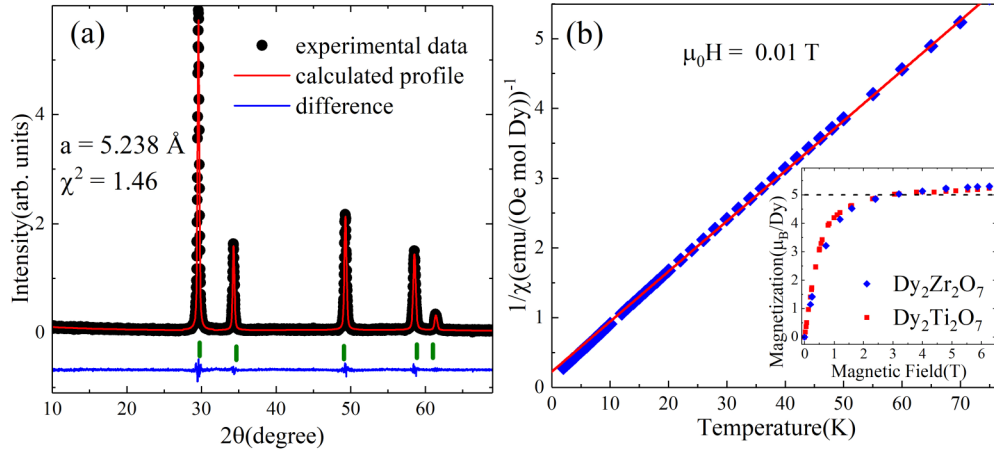 (a)
experimental data
calculated profile
difference
a = 5.238 Å
χ² = 1.46
Intensity(arb. units)
4
2
0
10 20 30 40 50 60
2θ(degree)
(b)
μ₀H = 0.01 T
1/χ(emu/(Oe mol Dy))⁻¹
5
4
3
2
1
0
0 10 20 30 40 50 60 70
Temperature(K)
Magnetization(μB/Dy)
6
5
4
3
2
1
0
0 1 2 3 4 5 6
Magnetic Field(T)
Dy₂Zr₂O₇
Dy₂Ti₂O₇